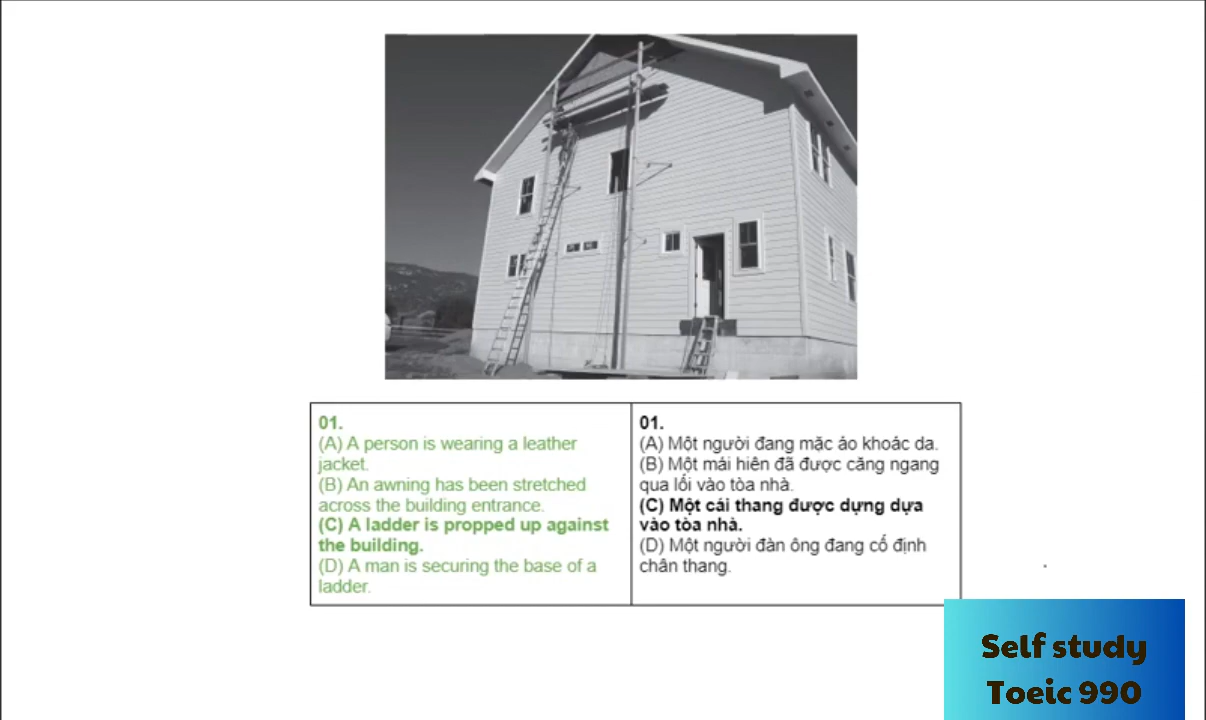 01.
(A) A person is wearing a leather
jacket.
(B) An awning has been stretched
across the building entrance.
(C) A ladder is propped up against
the building.
(D) A man is securing the base of a
ladder.
01.
(A) Một người đang mặc áo khoác da.
(B) Một mái hiên đã được căng ngang
qua lối vào tòa nhà.
(C) Một cái thang được dựng dựa
vào tòa nhà.
(D) Một người đàn ông đang cố định
chân thang.
Self study
Toeic 990